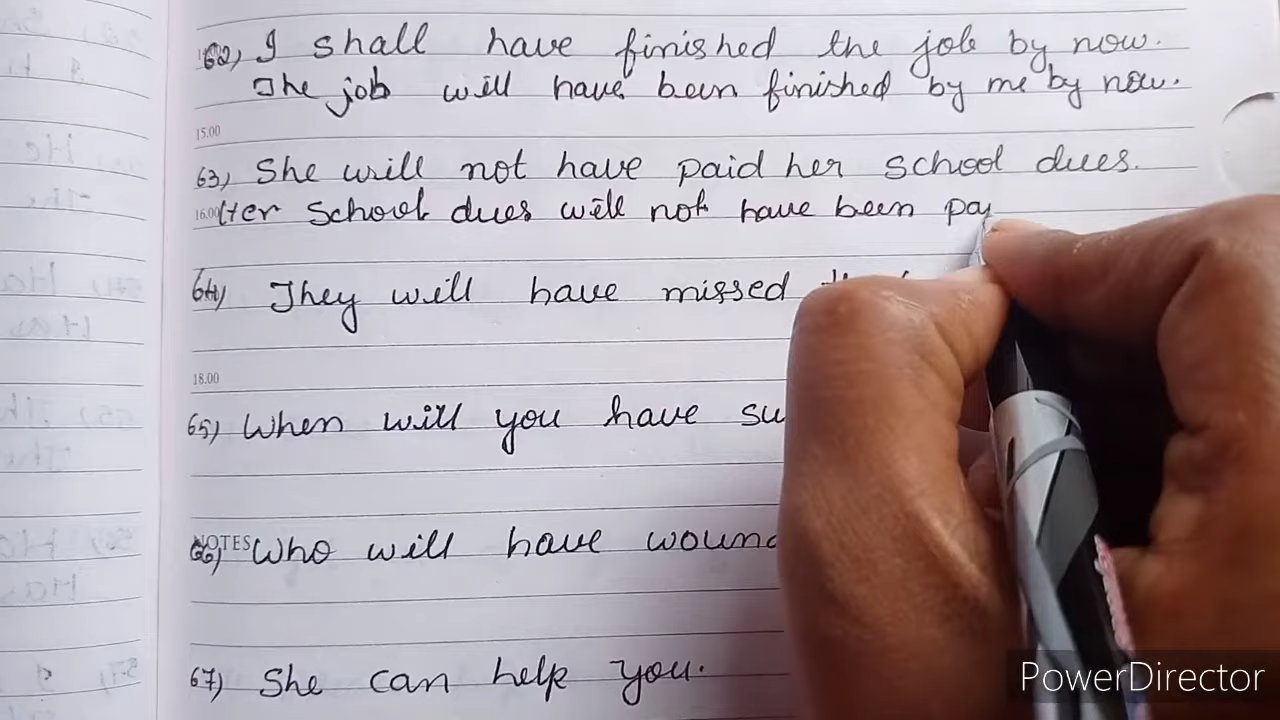 62) I shall have finished the job by now.
The job will have been finished by me by now.
15.00
63) She will not have paid her school dues.
16.00 Her school dues will not have been pa
64) They will have missed
18.00
65) When will you have su
NOTES
66) Who will have wound
67) She can help you.
PowerDirector